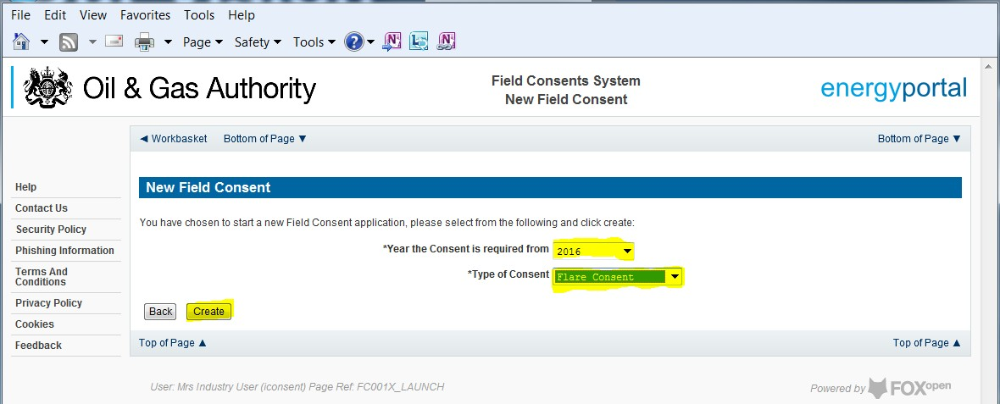 File Edit View Favorites Tools Help
Page Safety Tools
Oil & Gas Authority
Field Consents System
New Field Consent
energyportal
◄ Workbasket Bottom of Page ▼
Bottom of Page ▼
New Field Consent
You have chosen to start a new Field Consent application, please select from the following and click create:
*Year the Consent is required from 2016
*Type of Consent Flare Consent
Back Create
Top of Page ▲
Top of Page ▲
Help
Contact Us
Security Policy
Phishing Information
Terms And
Conditions
Privacy Policy
Cookies
Feedback
User: Mrs Industry User (iconsent) Page Ref: FC001X_LAUNCH
Powered by FOXopen